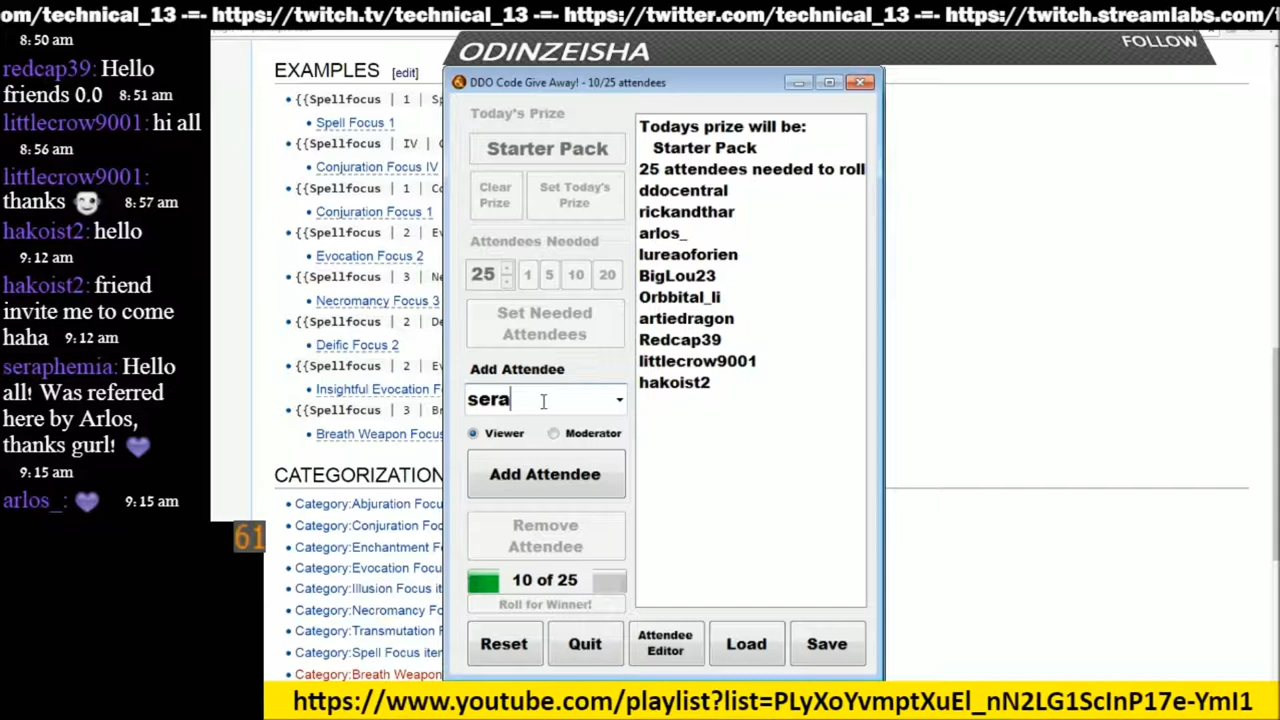 om/technical_13 -=- https://twitch.tv/technical_13 -=- https://twitter.com/technical_13 -=- https://twitch.streamlabs.com/t
8:50 am
redcap39: Hello
friends 0.0 8:51 am
littlecrow9001: hi all
8:56 am
littlecrow9001:
thanks 8:57 am
hakoist2: hello
9:12 am
hakoist2: friend
invite me to come
haha 9:12 am
seraphemia: Hello
all! Was referred
here by Arlos,
thanks gurl!
9:15 am
arlos_: 9:15 am
ODINZEISHA
FOLLOW
EXAMPLES [edit]
{{Spellfocus | 1 | Sp
Spell Focus 1
{{Spellfocus | IV | C
Conjuration Focus IV
{{Spellfocus | 1 | Co
Conjuration Focus 1
{{Spellfocus | 2 | Ev
Evocation Focus 2
{{Spellfocus | 3 | Ne
Necromancy Focus 3
{{Spellfocus | 2 | De
Deific Focus 2
{{Spellfocus | 2 | Ev
Insightful Evocation F
{{Spellfocus | 3 | Br
Breath Weapon Focus
CATEGORIZATION
Category:Abjuration Focu
Category:Conjuration Foc
Category:Enchantment F
Category:Evocation Focus
Category:Illusion Focus it
Category:Necromancy Fo
Category:Transmutation F
Category:Spell Focus item
Category:Breath Weapon
61
DDO Code Give Away! - 10/25 attendees
Today's Prize
Starter Pack
Clear
Prize
Set Today's
Prize
Attendees Needed
25 1 5 10 20
Set Needed
Attendees
Add Attendee
sera
Viewer Moderator
Add Attendee
Remove
Attendee
10 of 25
Roll for Winner!
Todays prize will be:
Starter Pack
25 attendees needed to roll
ddocentral
rickandthar
arlos_
lureaoforien
BigLou23
Orbbital_li
artiedragon
Redcap39
littlecrow9001
hakoist2
Reset Quit Attendee
Editor Load Save
https://www.youtube.com/playlist?list=PLyXoYvmptXuEl_nN2LG1ScInP17e-YmI1